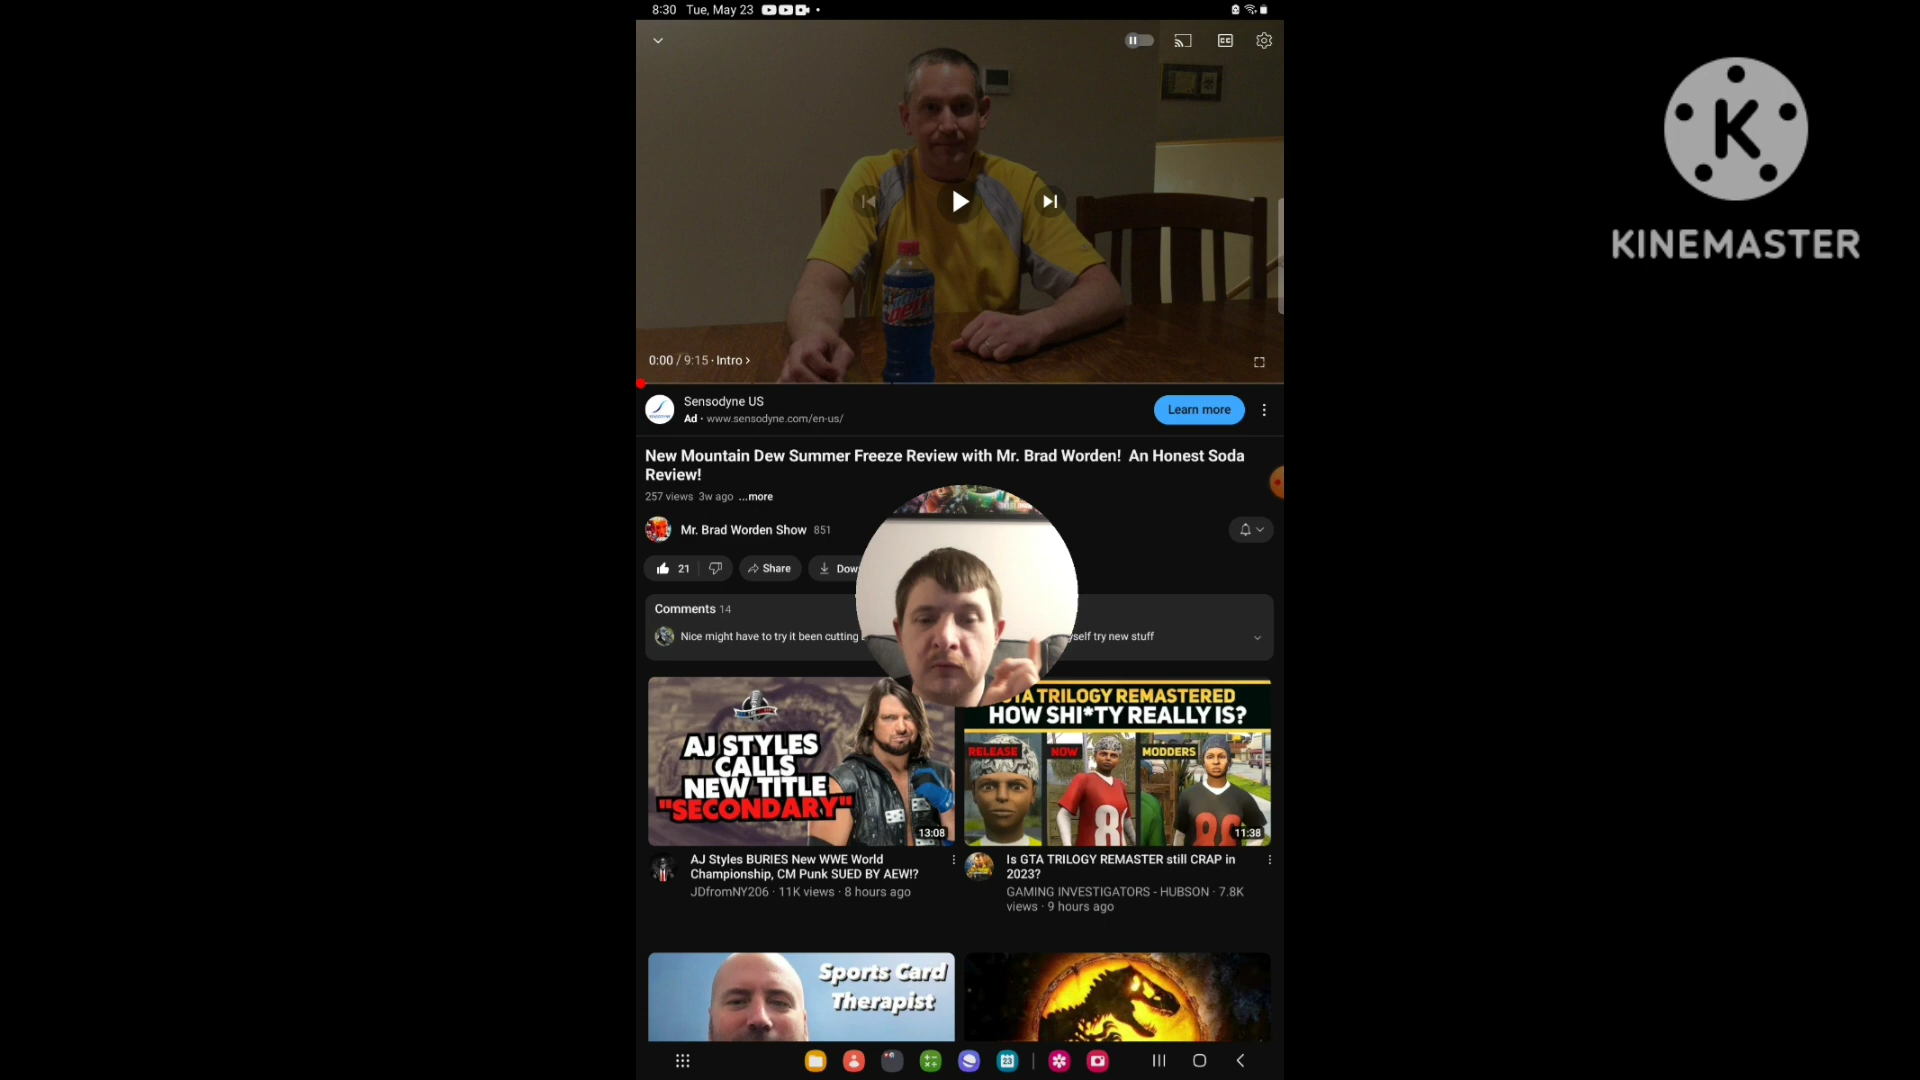 8:30 Tue, May 23
KINEMASTER
0:00 / 9:15 · Intro
Sensodyne US
Ad · www.sensodyne.com/en-us/
Learn more
New Mountain Dew Summer Freeze Review with Mr. Brad Worden! An Honest Soda
Review!
257 views 3w ago ...more
Mr. Brad Worden Show 851
21
Share
Dow
Comments 14
Nice might have to try it been cutting
self try new stuff
AJ STYLES
CALLS
NEW TITLE
"SECONDARY"
13:08
GTA TRILOGY REMASTERED
HOW SHI*TY REALLY IS?
RELEASE
NOW
MODDERS
11:38
AJ Styles BURIES New WWE World
Championship, CM Punk SUED BY AEW!?
JDfromNY206 · 11K views · 8 hours ago
Is GTA TRILOGY REMASTER still CRAP in
2023?
GAMING INVESTIGATORS - HUBSON · 7.8K
views · 9 hours ago
Sports Card
Therapist
23